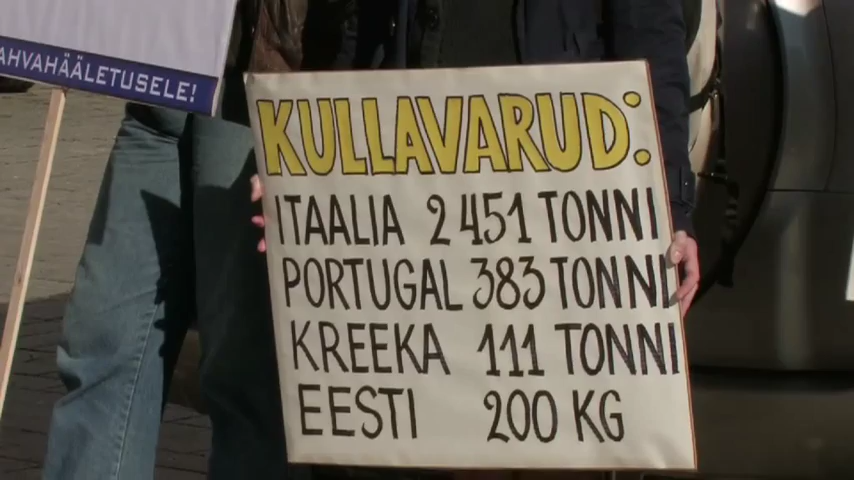 AHVAHÄÄLETUSELE!
KULLAVARUD:
ITAALIA 2 451 TONNI
PORTUGAL 383 TONNI
KREEKA 111 TONNI
EESTI 200 KG